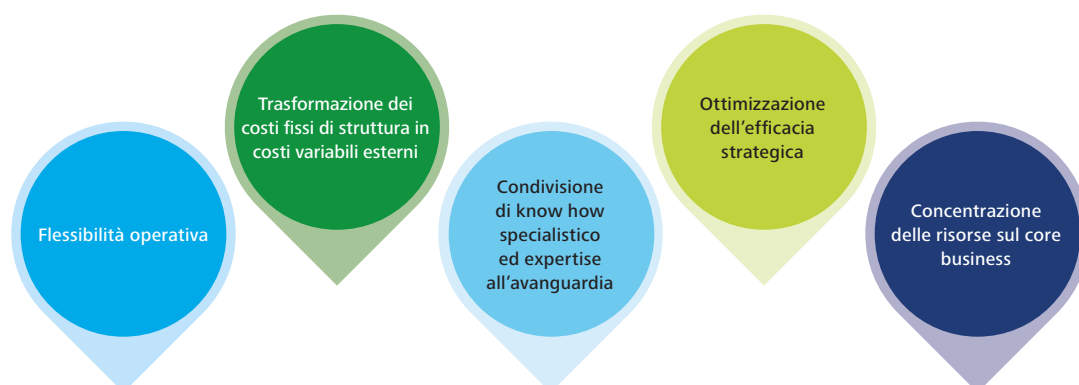 Flessibilità operativa
Trasformazione dei
costi fissi di struttura in
costi variabili esterni
Condivisione
di know how
specialistico
ed expertise
all’avanguardia
Ottimizzazione
dell’efficacia
strategica
Concentrazione
delle risorse sul core
business